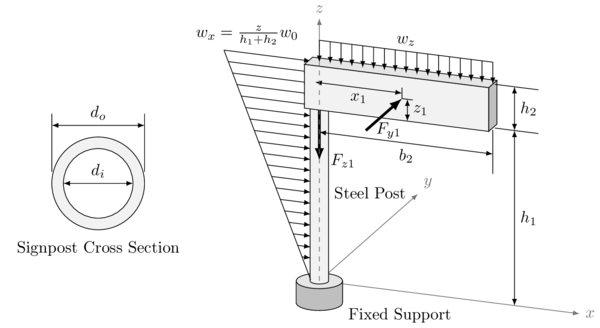 z
w_x = \frac{z}{h_1+h_2} w_0
w_z
x_1
z_1
h_2
d_o
F_{y1}
d_i
F_{z1}
b_2
y
Steel Post
h_1
Signpost Cross Section
Fixed Support
x